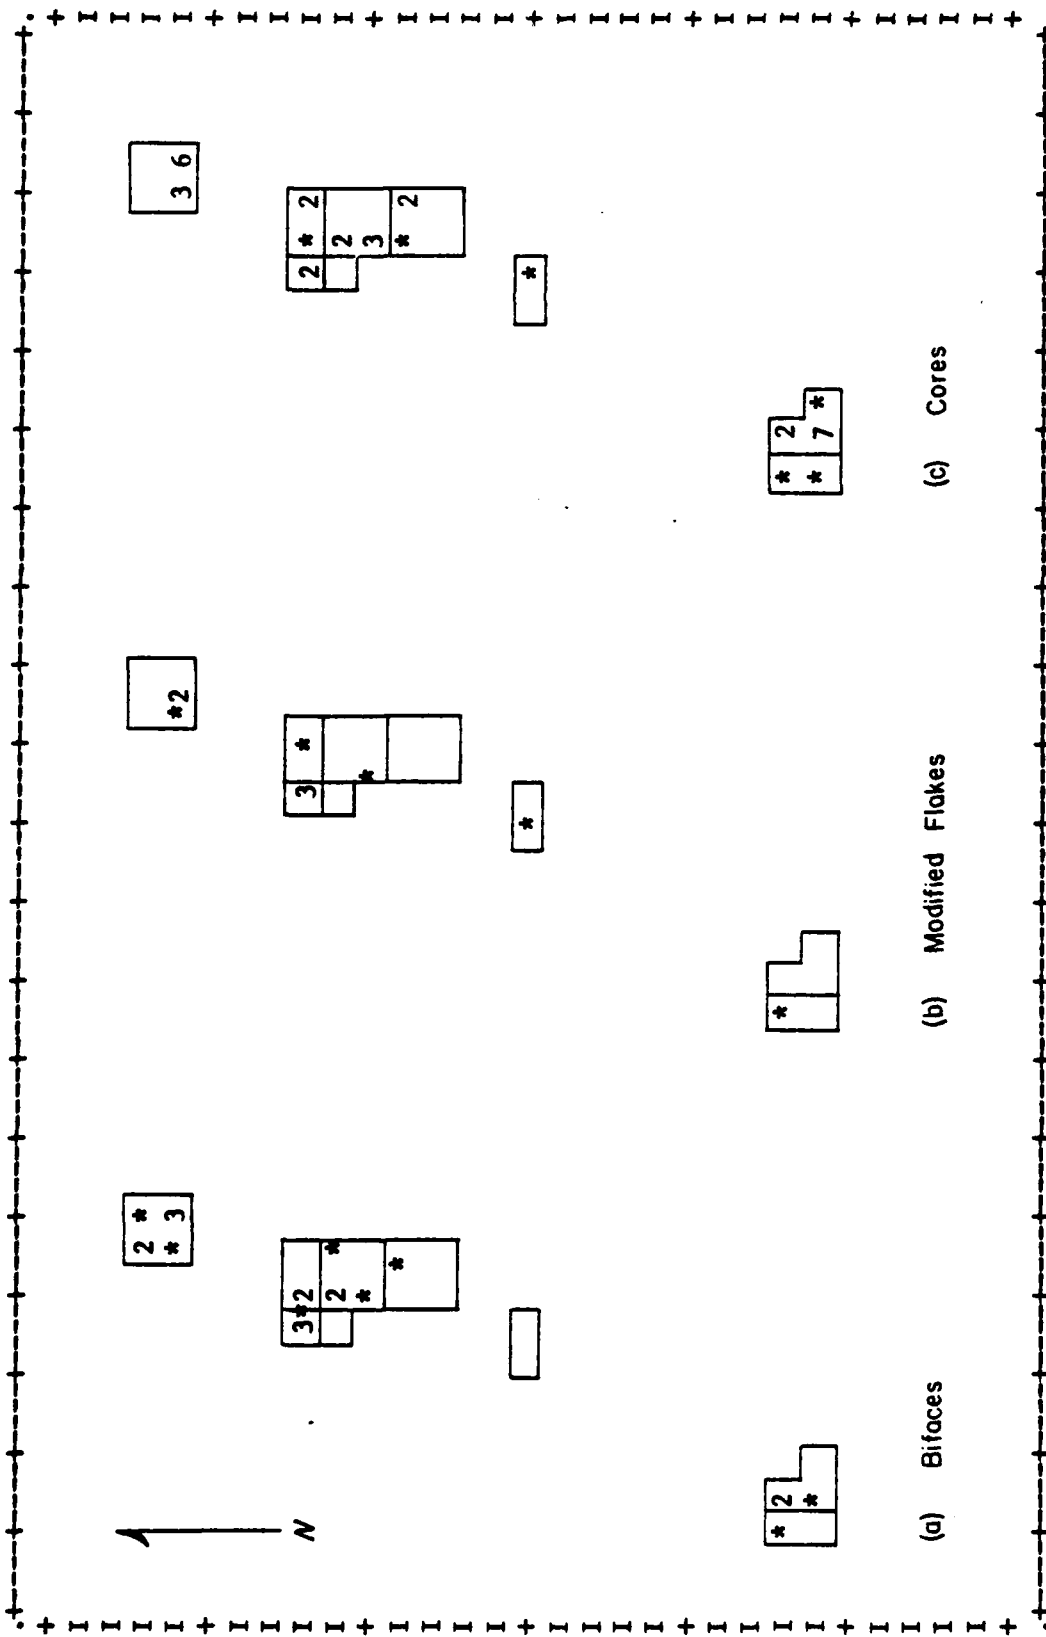 2 *
* 3 *2 3 6
N 3*2 3 * 2 * 2
2 * 2
* * 3
* * 2
* *
* 2 * * 2
* * 7 *
(a) Bifaces (b) Modified Flakes (c) Cores